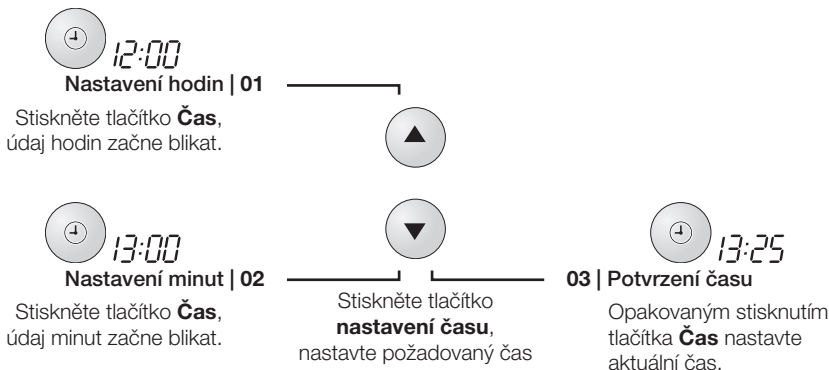 12:00
Nastavení hodin | 01
Stiskněte tlačítko Čas,
údaj hodin začne blikat.
13:00
Nastavení minut | 02
Stiskněte tlačítko Čas,
údaj minut začne blikat.
Stiskněte tlačítko
nastavení času,
nastavte požadovaný čas
13:25
03 | Potvrzení času
Opakovaným stisknutím
tlačítka Čas nastavte
aktuální čas.